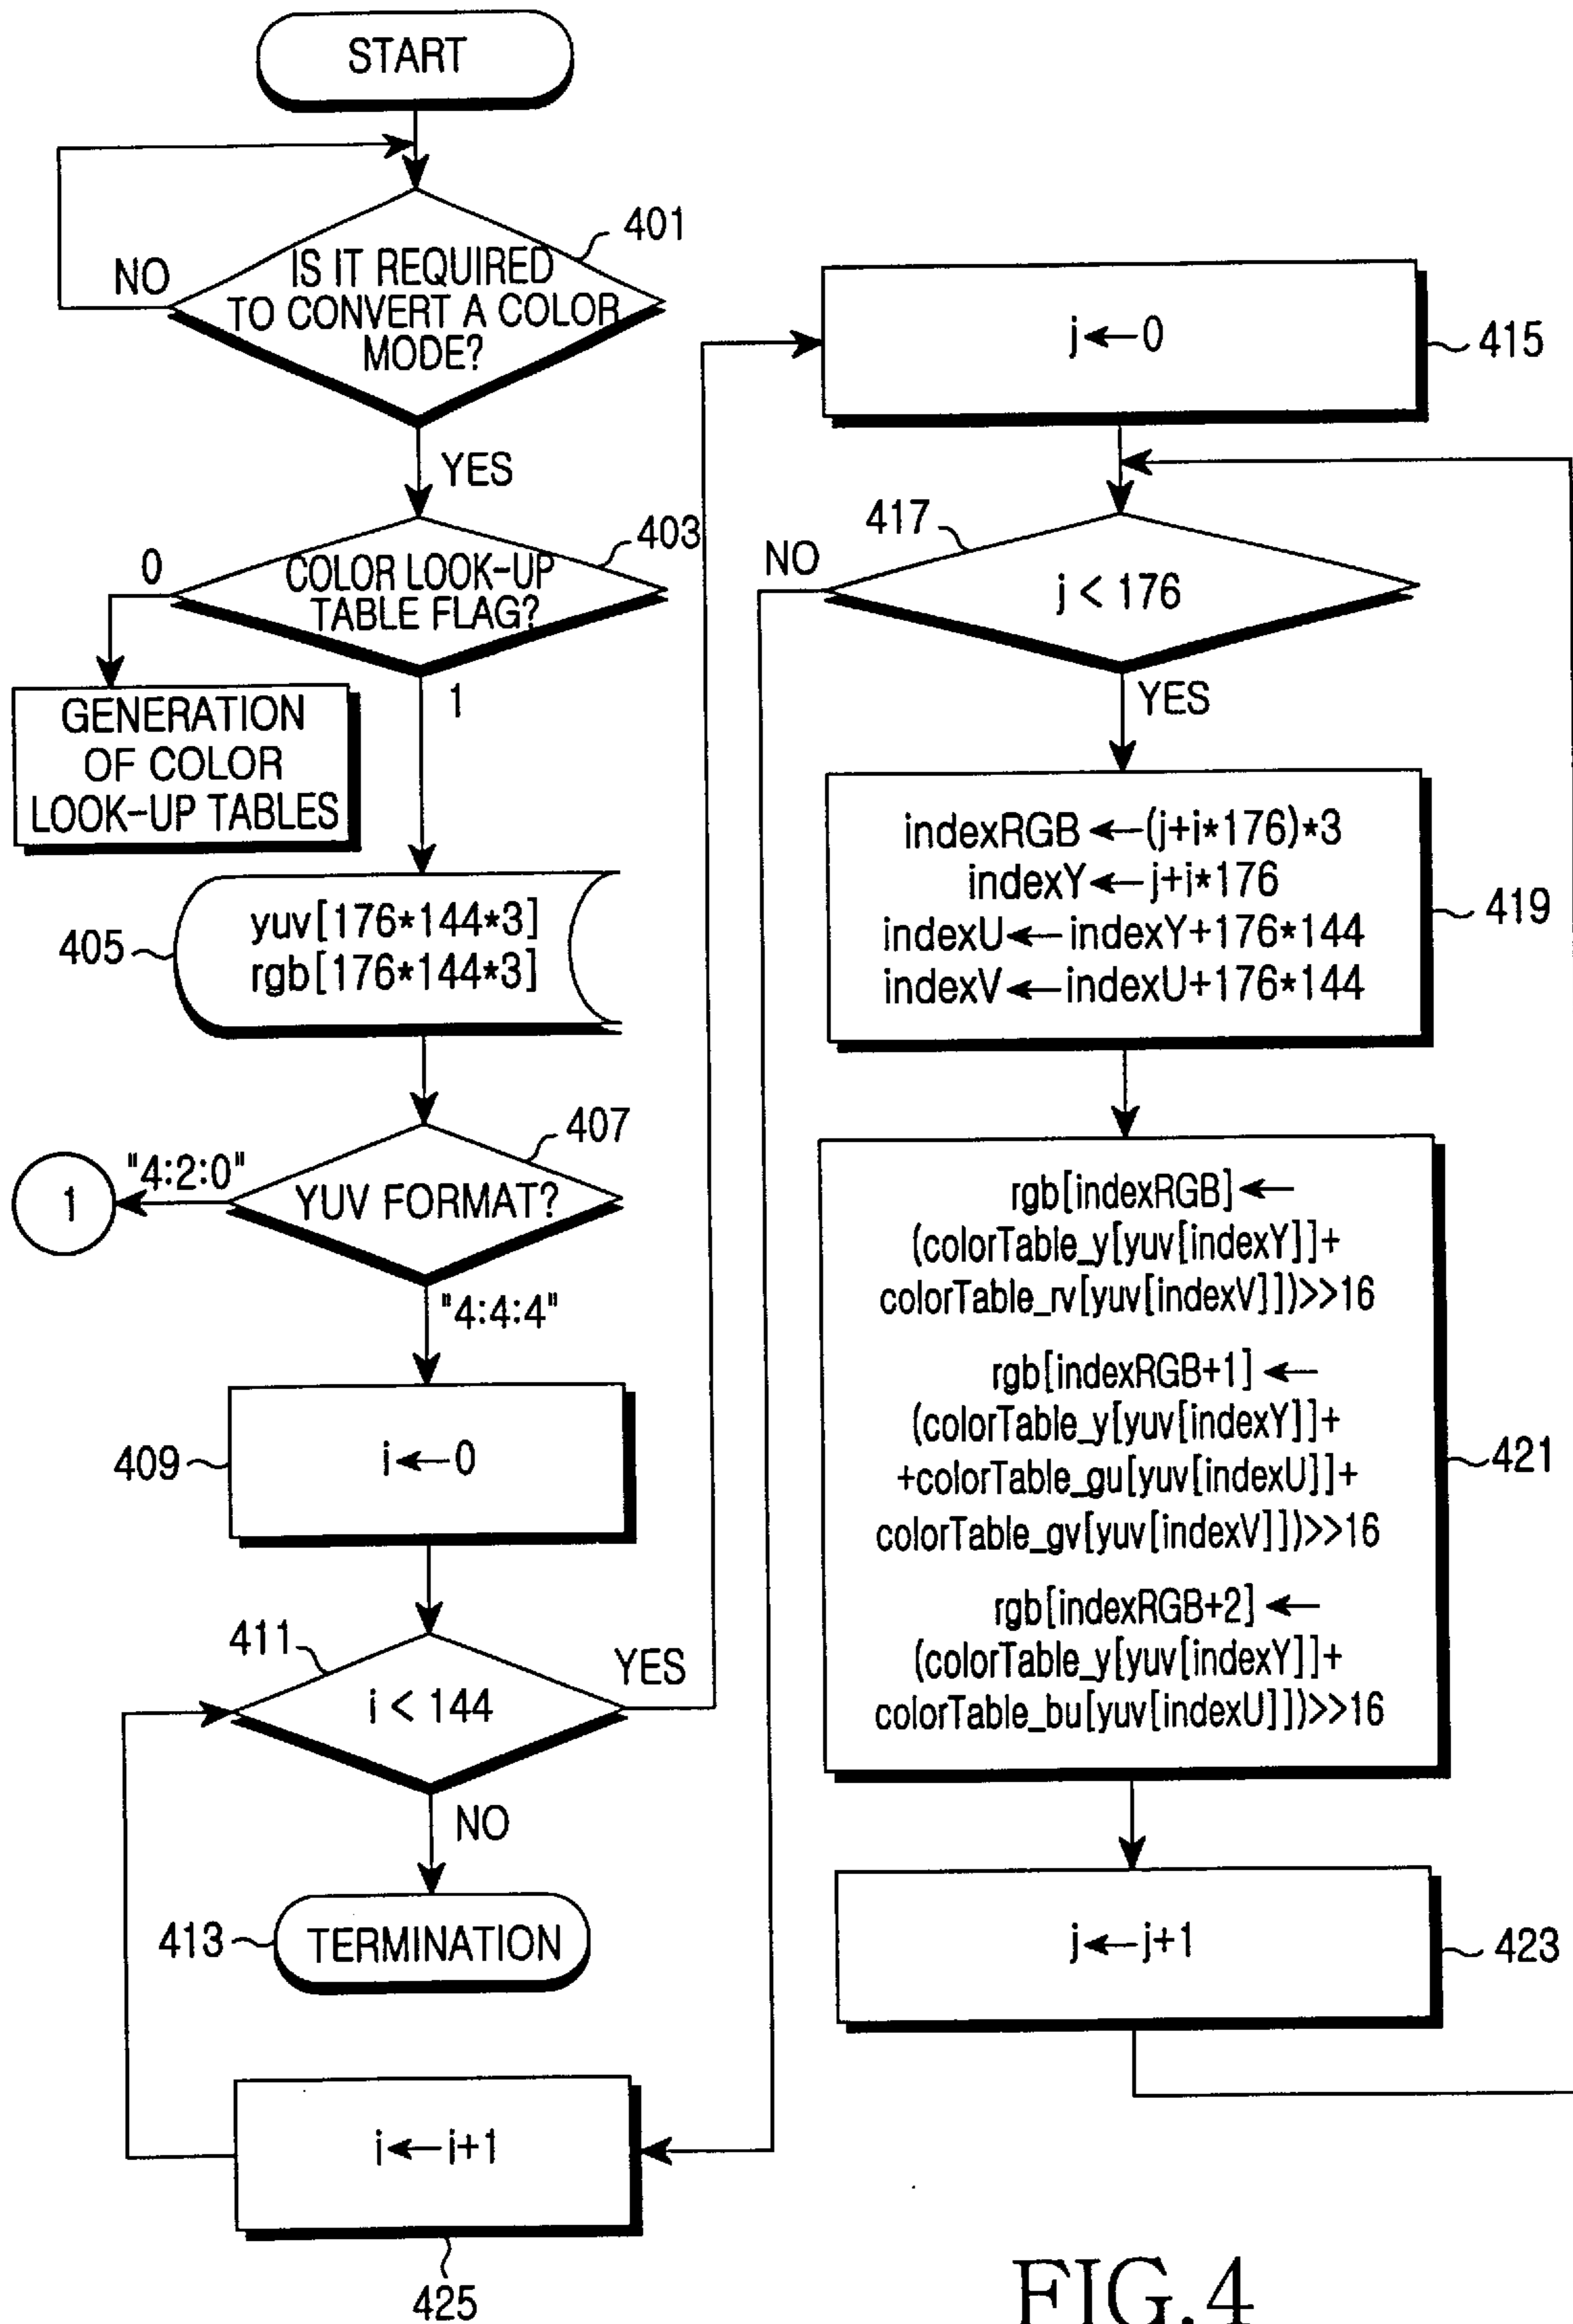 START
401
IS IT REQUIRED
TO CONVERT A COLOR
MODE?
NO
YES
403
COLOR LOOK-UP
TABLE FLAG?
0
1
GENERATION
OF COLOR
LOOK-UP TABLES
405
yuv[176*144*3]
rgb[176*144*3]
407
YUV FORMAT?
"4:2:0"
1
"4:4:4"
409
i←0
411
i < 144
YES
NO
413
TERMINATION
i←i+1
425
j←0
415
417
j < 176
NO
YES
indexRGB←(j+i*176)*3
indexY←j+i*176
indexU←indexY+176*144
indexV←indexU+176*144
419
rgb[indexRGB]←
(colorTable_y[yuv[indexY]]+
colorTable_rv[yuv[indexV]])>>16
rgb[indexRGB+1]←
(colorTable_y[yuv[indexY]]+
+colorTable_gu[yuv[indexU]]+
colorTable_gv[yuv[indexV]])>>16
rgb[indexRGB+2]←
(colorTable_y[yuv[indexY]]+
colorTable_bu[yuv[indexU]])>>16
421
j←j+1
423
FIG.4